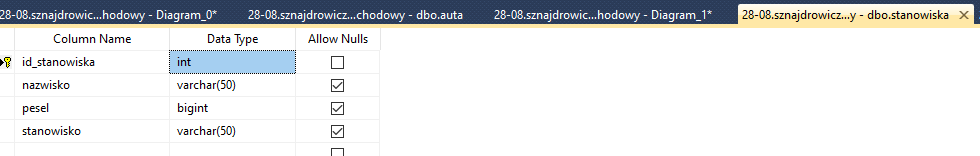 28-08.sznajdrowic...hodowy - Diagram_0* 28-08.sznajdrowicz...chodowy - dbo.auta 28-08.sznajdrowic...hodowy - Diagram_1* 28-08.sznajdrowicz...y - dbo.stanowiska
Column Name Data Type Allow Nulls
id_stanowiska int
nazwisko varchar(50)
pesel bigint
stanowisko varchar(50)